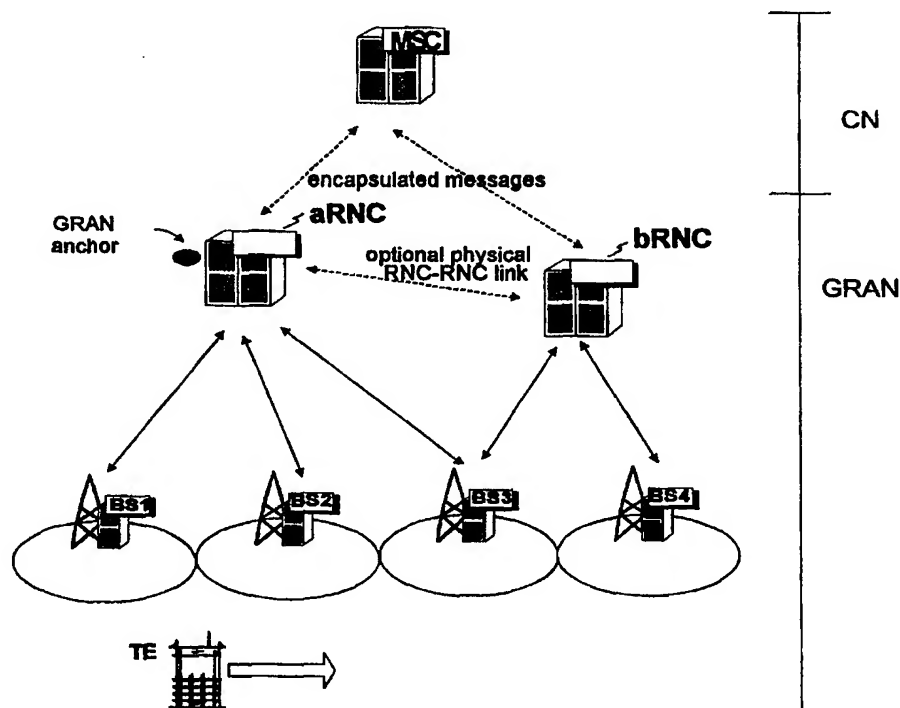 MSC
CN
encapsulated messages
GRAN
anchor
aRNC
bRNC
optional physical
RNC-RNC link
GRAN
BS1
BS2
BS3
BS4
TE